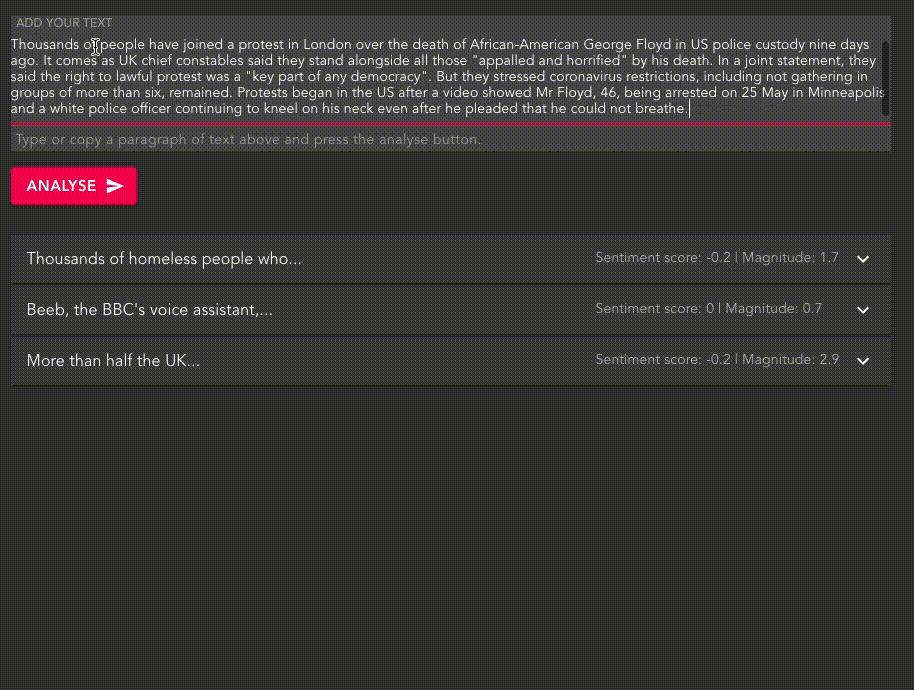 ADD YOUR TEXT
Thousands of people have joined a protest in London over the death of African-American George Floyd in US police custody nine days
ago. It comes as UK chief constables said they stand alongside all those "appalled and horrified" by his death. In a joint statement, they
said the right to lawful protest was a "key part of any democracy". But they stressed coronavirus restrictions, including not gathering in
groups of more than six, remained. Protests began in the US after a video showed Mr Floyd, 46, being arrested on 25 May in Minneapolis
and a white police officer continuing to kneel on his neck even after he pleaded that he could not breathe.
Type or copy a paragraph of text above and press the analyse button.
ANALYSE
Thousands of homeless people who... Sentiment score: -0.2 | Magnitude: 1.7
Beeb, the BBC's voice assistant,... Sentiment score: 0 | Magnitude: 0.7
More than half the UK... Sentiment score: -0.2 | Magnitude: 2.9